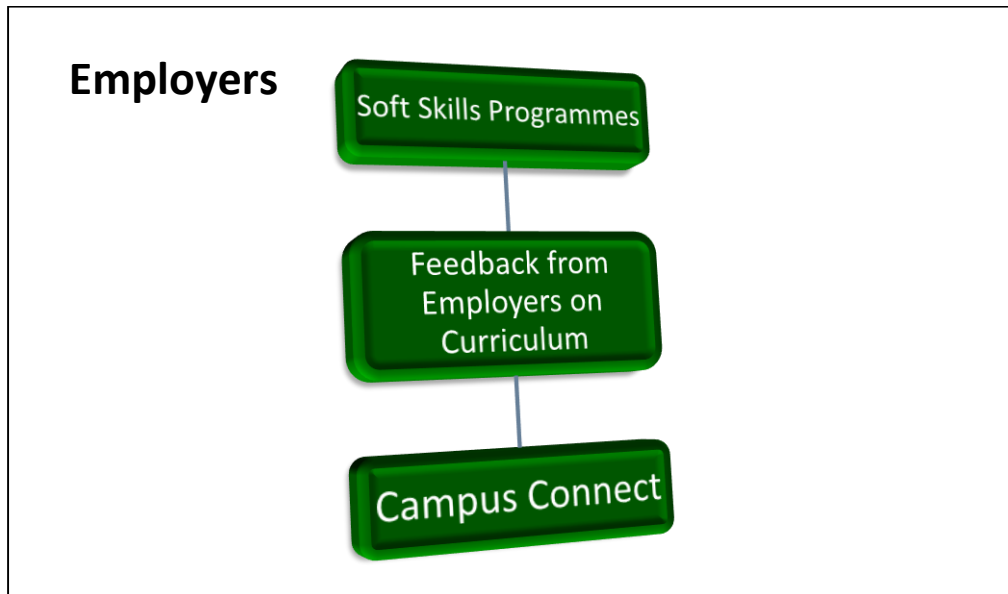 Employers
Soft Skills Programmes
Feedback from
Employers on
Curriculum
Campus Connect